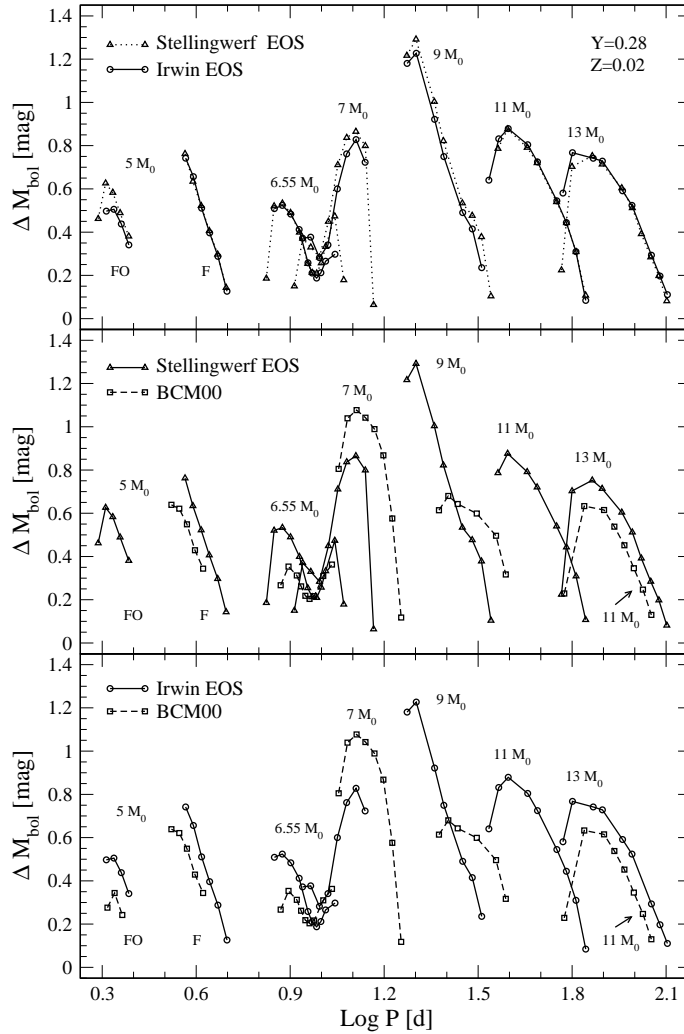 1.4
Stellingwerf EOS
9 M₀
Y=0.28
1.2
Irwin EOS
Z=0.02
1
7 M₀
11 M₀
0.8
5 M₀
13 M₀
0.6
6.55 M₀
0.4
0.2
FO
F
0
Δ M_bol [mag]
1.4
Stellingwerf EOS
9 M₀
1.2
BCM00
7 M₀
1
11 M₀
0.8
5 M₀
13 M₀
0.6
6.55 M₀
0.4
0.2
FO
F
11 M₀
0
Δ M_bol [mag]
1.4
Irwin EOS
1.2
BCM00
7 M₀
9 M₀
1
11 M₀
0.8
5 M₀
13 M₀
0.6
6.55 M₀
0.4
0.2
FO
F
11 M₀
0
Δ M_bol [mag]
0.3 0.6 0.9 1.2 1.5 1.8 2.1
Log P [d]